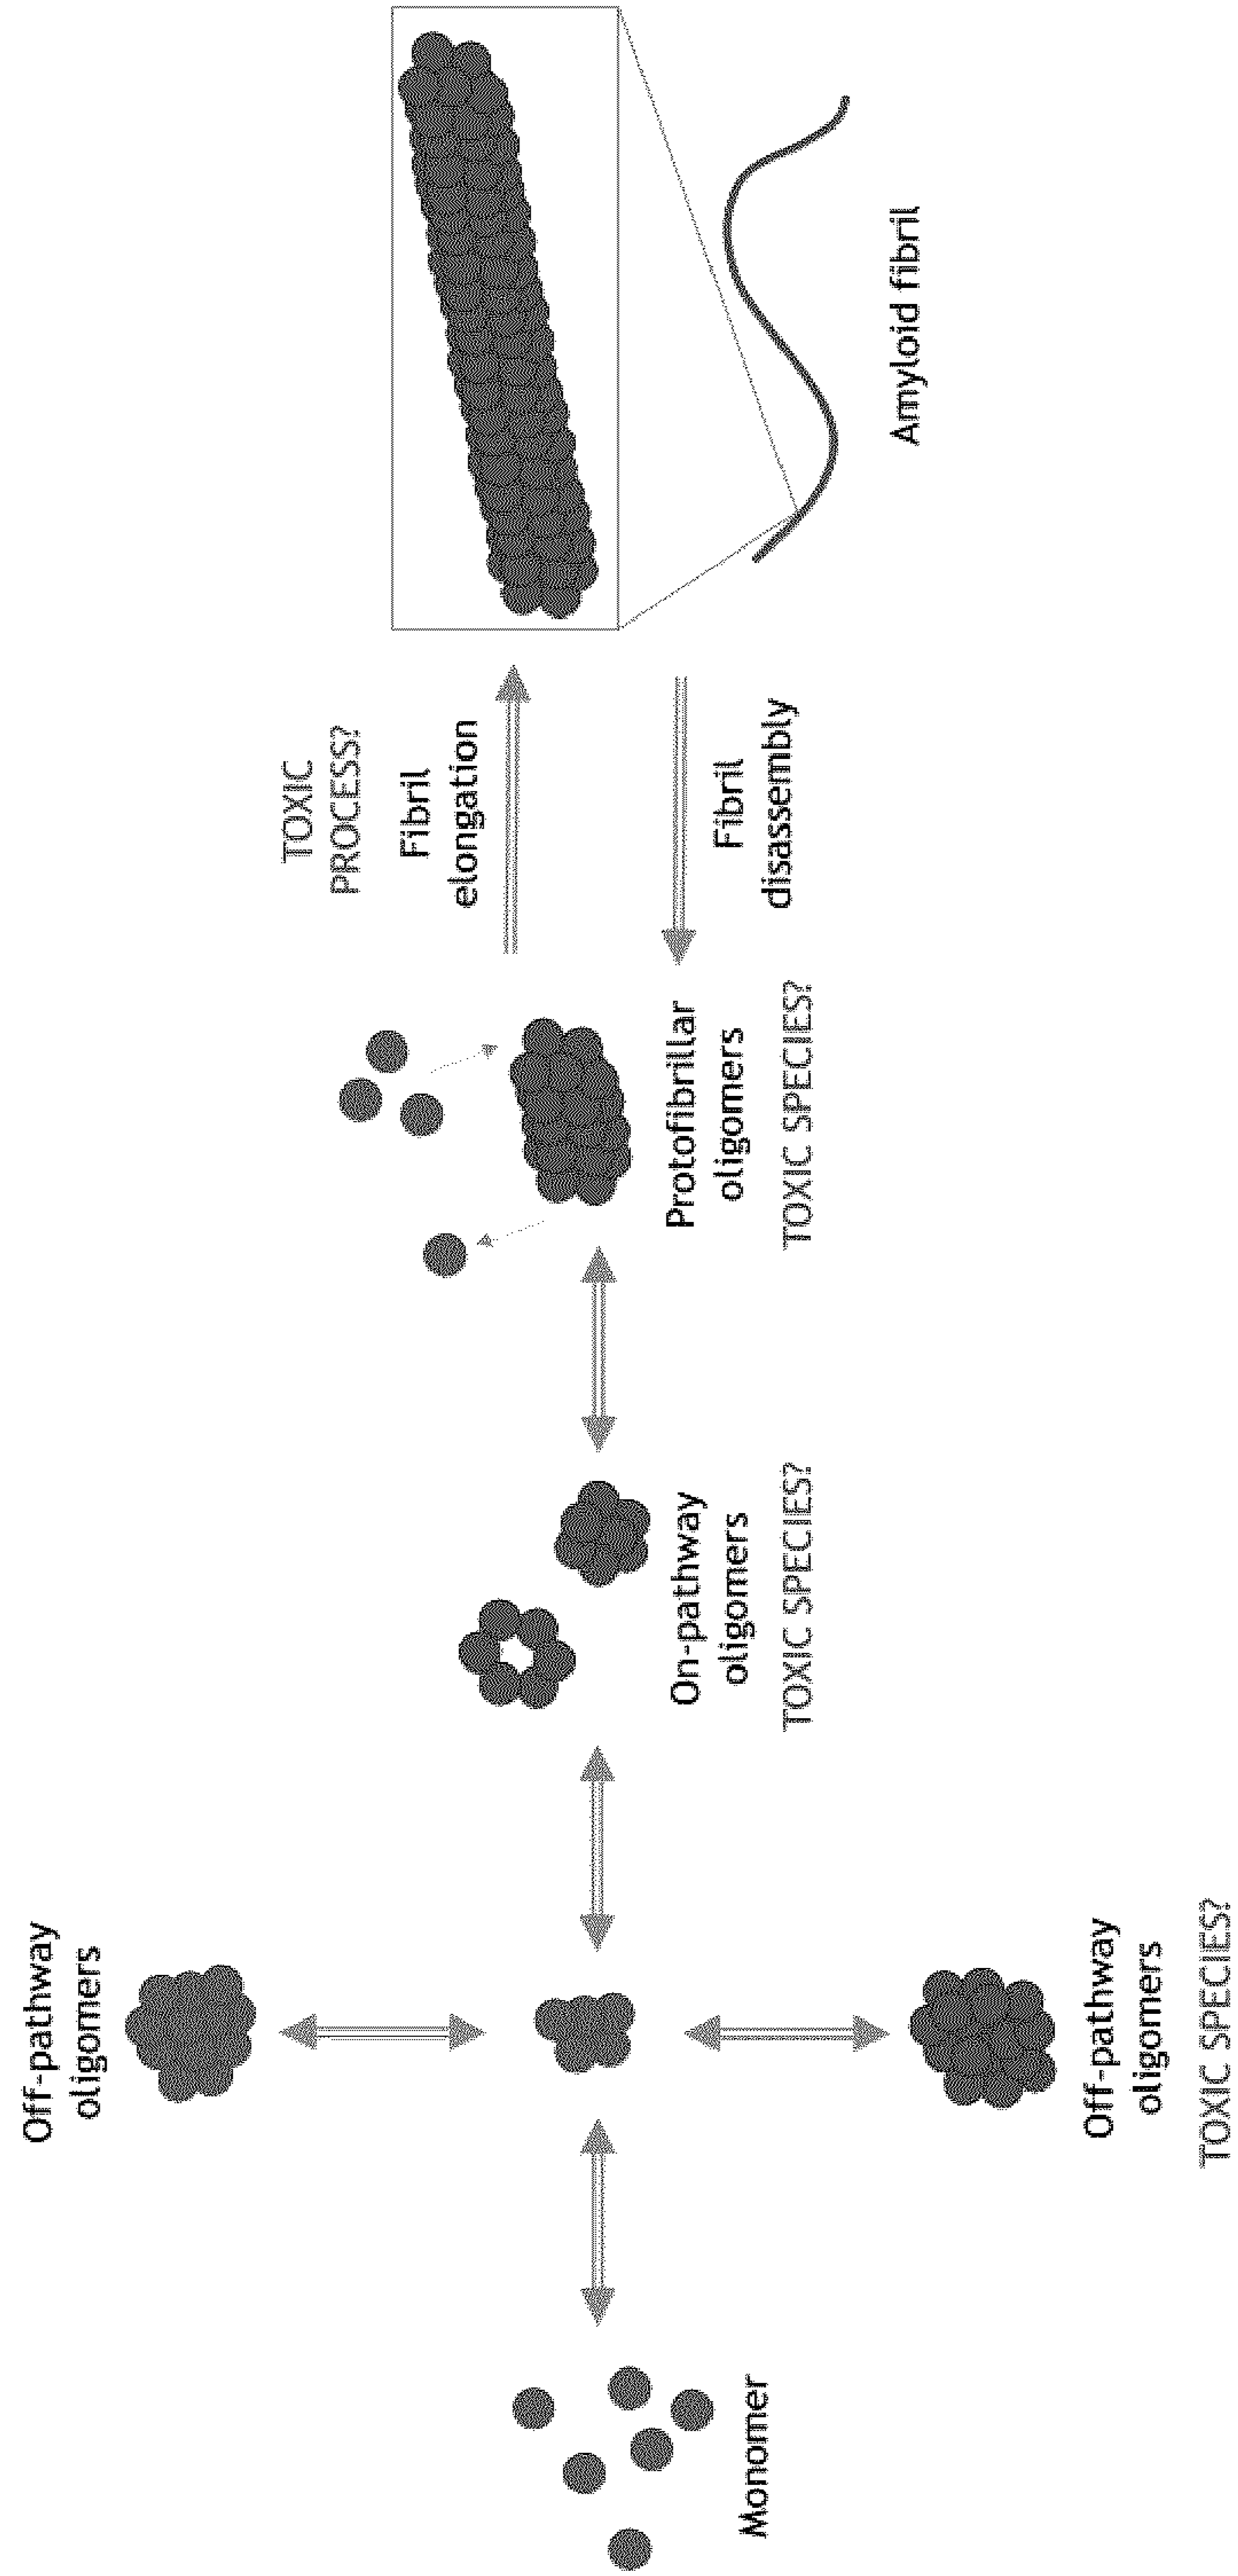 Off-pathway
oligomers
Monomer
Off-pathway
oligomers
TOXIC SPECIES?
On-pathway
oligomers
TOXIC SPECIES?
Protofibrillar
oligomers
TOXIC SPECIES?
TOXIC
PROCESS?
Fibril
elongation
Fibril
disassembly
Amyloid fibril